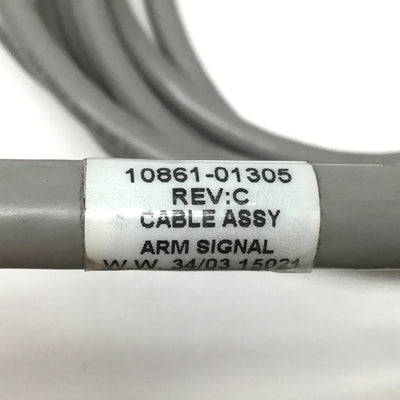 10861-01305
REV:C
CABLE ASSY
ARM SIGNAL
W.W. 34/03 15021